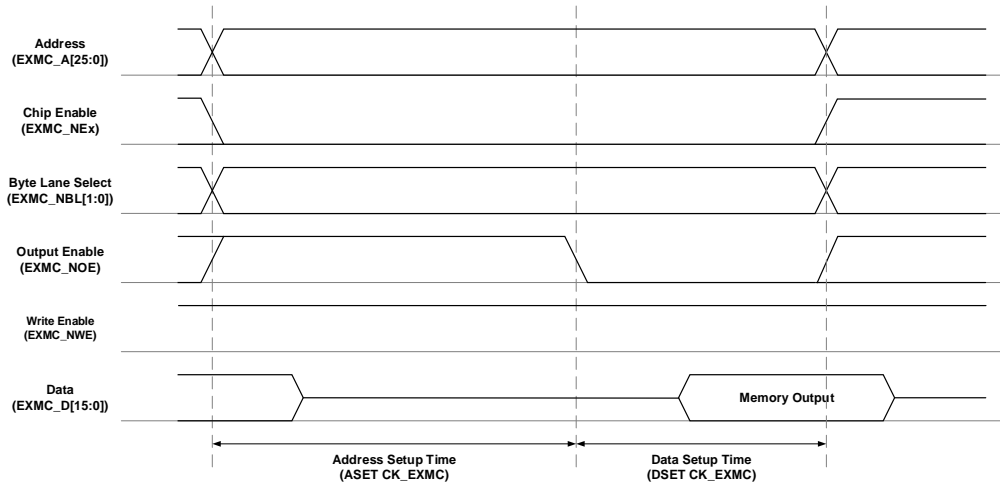 Address
(EXMC_A[25:0])
Chip Enable
(EXMC_NEx)
Byte Lane Select
(EXMC_NBL[1:0])
Output Enable
(EXMC_NOE)
Write Enable
(EXMC_NWE)
Data
(EXMC_D[15:0])
Memory Output
Address Setup Time
(ASET CK_EXMC)
Data Setup Time
(DSET CK_EXMC)